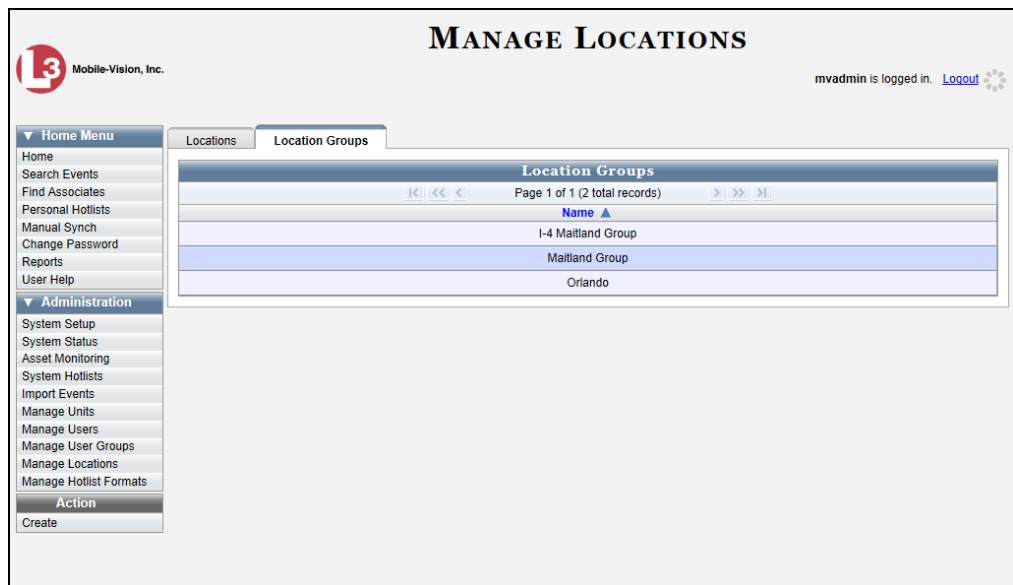 MANAGE LOCATIONS
L3 Mobile-Vision, Inc.
mvadmin is logged in. Logout
▼ Home Menu
Home
Search Events
Find Associates
Personal Hotlists
Manual Synch
Change Password
Reports
User Help
▼ Administration
System Setup
System Status
Asset Monitoring
System Hotlists
Import Events
Manage Units
Manage Users
Manage User Groups
Manage Locations
Manage Hotlist Formats
Action
Create
Locations
Location Groups
Location Groups
|< << < Page 1 of 1 (2 total records) > >> >|
Name ▲
I-4 Maitland Group
Maitland Group
Orlando